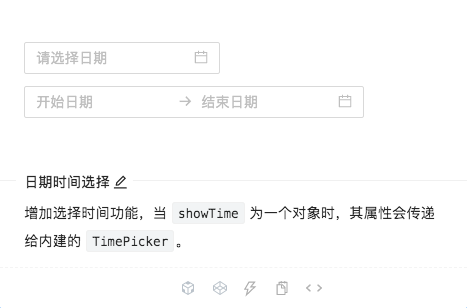 请选择日期
开始日期 → 结束日期
日期时间选择
增加选择时间功能，当 showTime 为一个对象时，其属性会传递
给内建的 TimePicker。